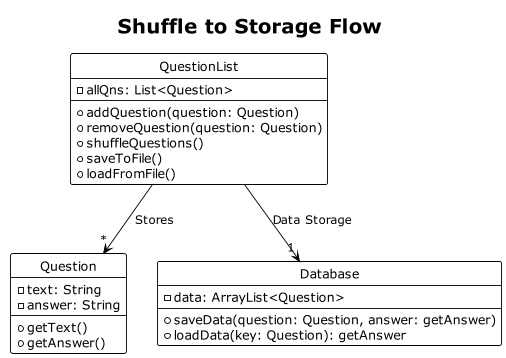 Shuffle to Storage Flow
QuestionList
allQns: List<Question>
addQuestion(question: Question)
removeQuestion(question: Question)
shuffleQuestions()
saveToFile()
loadFromFile()
Stores
Data Storage
*
1
Question
text: String
answer: String
getText()
getAnswer()
Database
data: ArrayList<Question>
saveData(question: Question, answer: getAnswer)
loadData(key: Question): getAnswer